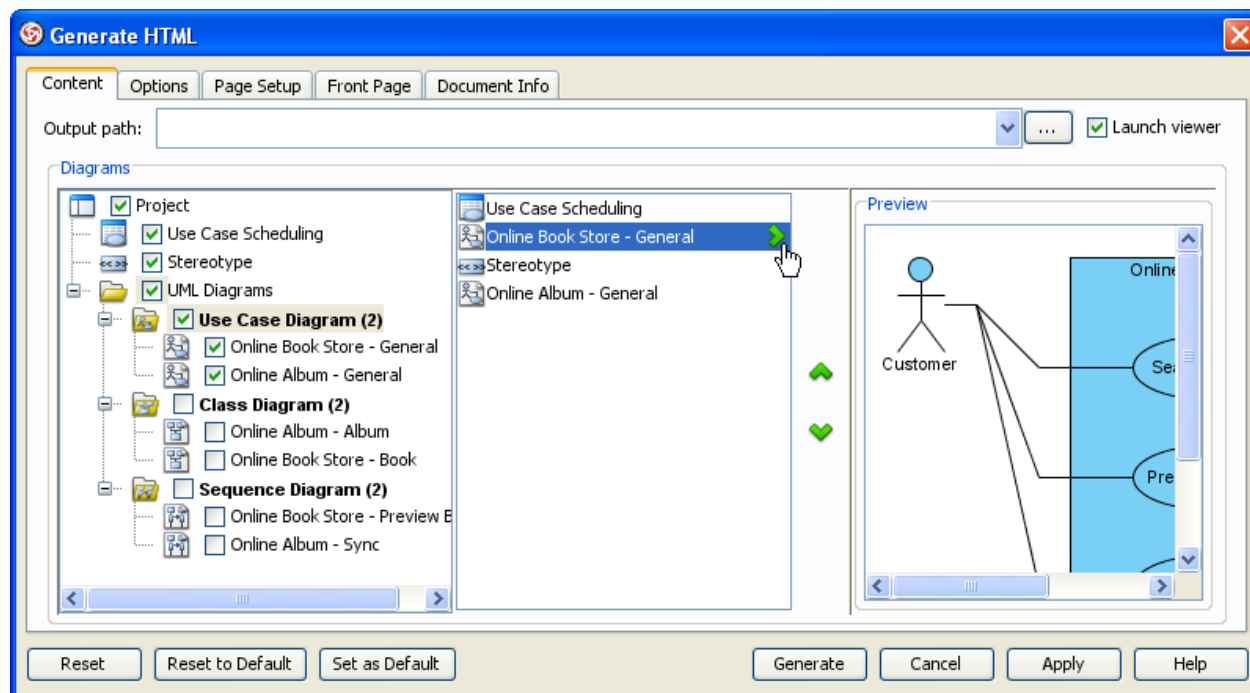 Generate HTML
Content Options Page Setup Front Page Document Info
Output path: ... Launch viewer
Diagrams
Project
Use Case Scheduling
Stereotype
UML Diagrams
Use Case Diagram (2)
Online Book Store - General
Online Album - General
Class Diagram (2)
Online Album - Album
Online Book Store - Book
Sequence Diagram (2)
Online Book Store - Preview B
Online Album - Sync
Use Case Scheduling
Online Book Store - General
<< >> Stereotype
Online Album - General
Preview
Online
Customer
Sea
Pre
Reset Reset to Default Set as Default Generate Cancel Apply Help